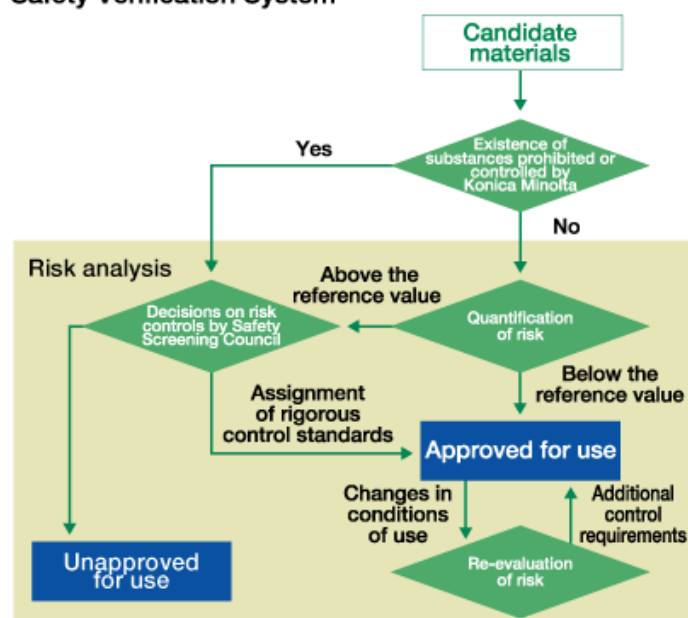 Safety Verification System
Candidate
materials
Existence of
substances prohibited or
controlled by
Konica Minolta
Yes
No
Risk analysis
Above the
reference value
Decisions on risk
controls by Safety
Screening Council
Quantification
of risk
Below the
reference value
Assignment
of rigorous
control standards
Approved for use
Changes in
conditions
of use
Additional
control
requirements
Unapproved
for use
Re-evaluation
of risk